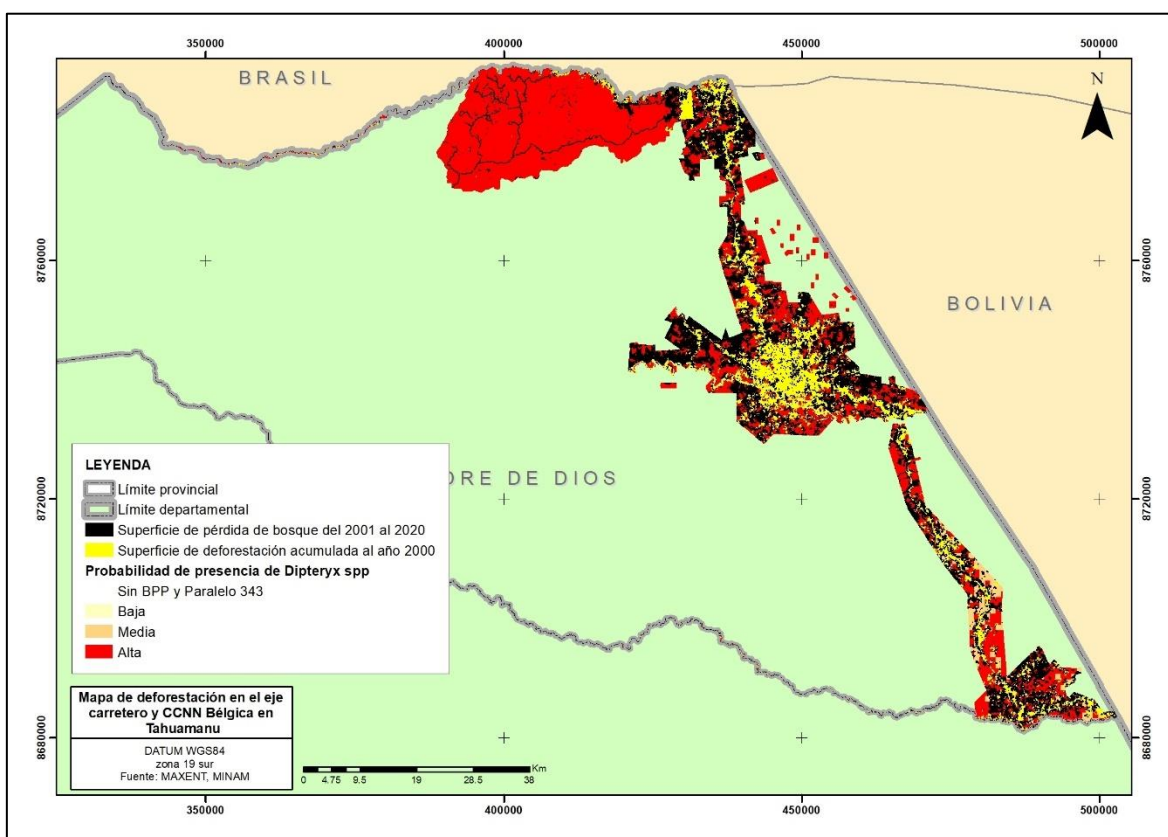 350000 400000 450000 500000
BRASIL
N
8760000 8760000
BOLIVIA
LEYENDA
Límite provincial
Límite departamental
Superficie de pérdida de bosque del 2001 al 2020
Superficie de deforestación acumulada al año 2000
Probabilidad de presencia de Dipteryx spp
Sin BPP y Paralelo 343
Baja
Media
Alta
DRE DE DIOS
8720000 8720000
Mapa de deforestación en el eje
carretero y CCNN Bélgica en
Tahuamanu
DATUM WGS84
zona 19 sur
Fuente: MAXENT, MINAM
Km
0 4.75 9.5 19 28.5 38
8680000 8680000
350000 400000 450000 500000